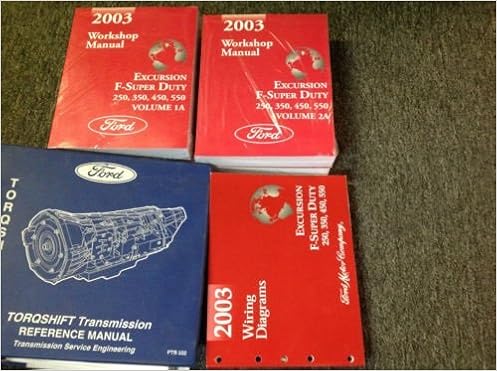 2003
Workshop
Manual
EXCURSION
F-SUPER DUTY
250, 350, 450, 550
VOLUME 1A
Ford
2003
Workshop
Manual
EXCURSION
F-SUPER DUTY
250, 350, 450, 550
VOLUME 2A
Ford
TORQSI
Ford
TORQSHIFT Transmission
REFERENCE MANUAL
Transmission Service Engineering
2003
Wiring
Diagrams
EXCURSION
F-SUPER DUTY
250, 350, 450, 550
Ford Motor Company,